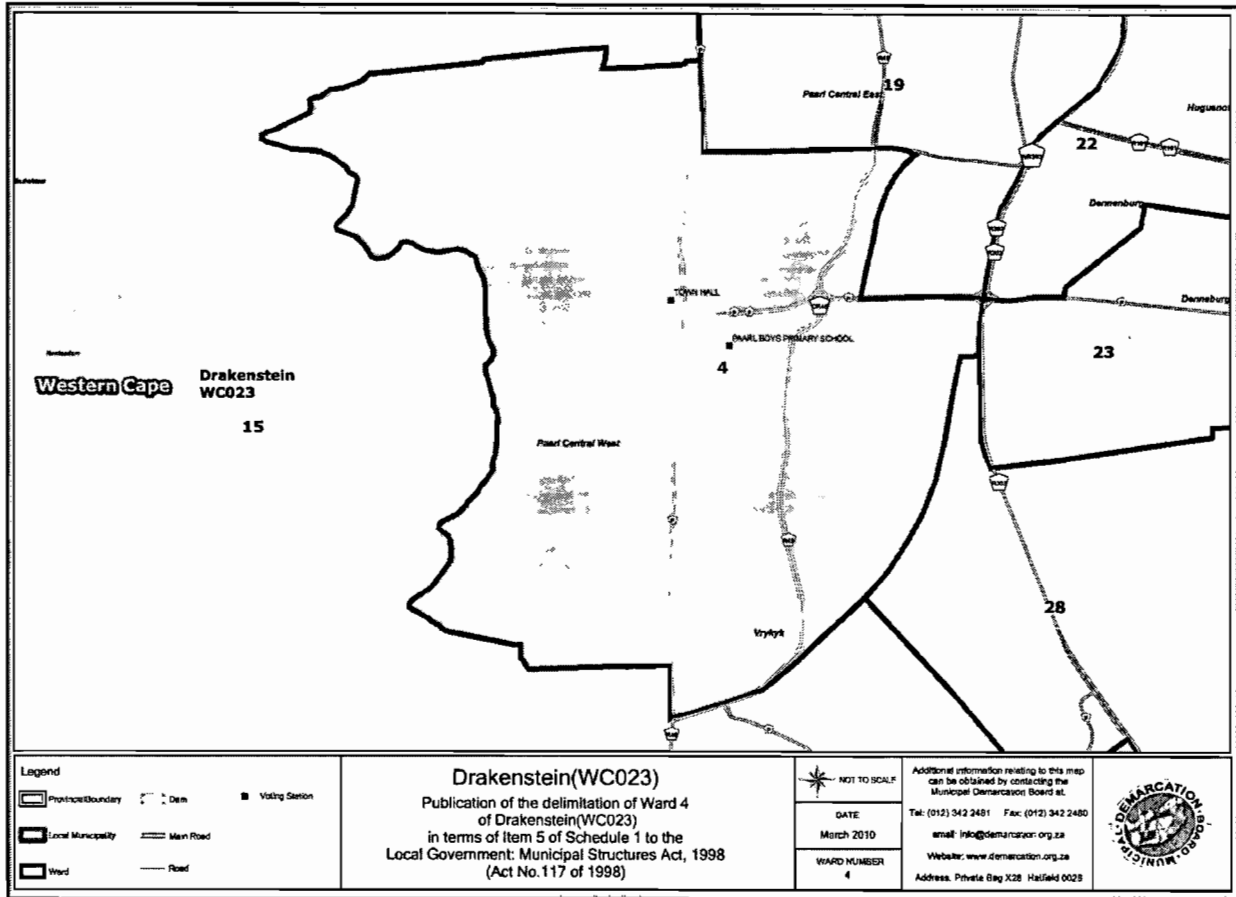 19
Paarl Central East
22
Dennenburg
TOWN HALL
PAARL BOYS PRIMARY SCHOOL
4
23
Western Cape
Drakenstein
WC023
15
Paarl Central West
28
Vrykyk
Legend
Provincial Boundary
Dam
Voting Station
Local Municipality
Main Road
Ward
Road
Drakenstein(WC023)
Publication of the delimitation of Ward 4
of Drakenstein(WC023)
in terms of Item 5 of Schedule 1 to the
Local Government: Municipal Structures Act, 1998
(Act No.117 of 1998)
NOT TO SCALE
DATE
March 2010
WARD NUMBER
4
Additional information relating to this map
can be obtained by contacting the
Municipal Demarcation Board at.
Tel: (012) 342 2481 Fax: (012) 342 2480
email: info@demarcation.org.za
Website: www.demarcation.org.za
Address. Private Bag X28 Hatfield 0028
MUNICIPAL DEMARCATION BOARD